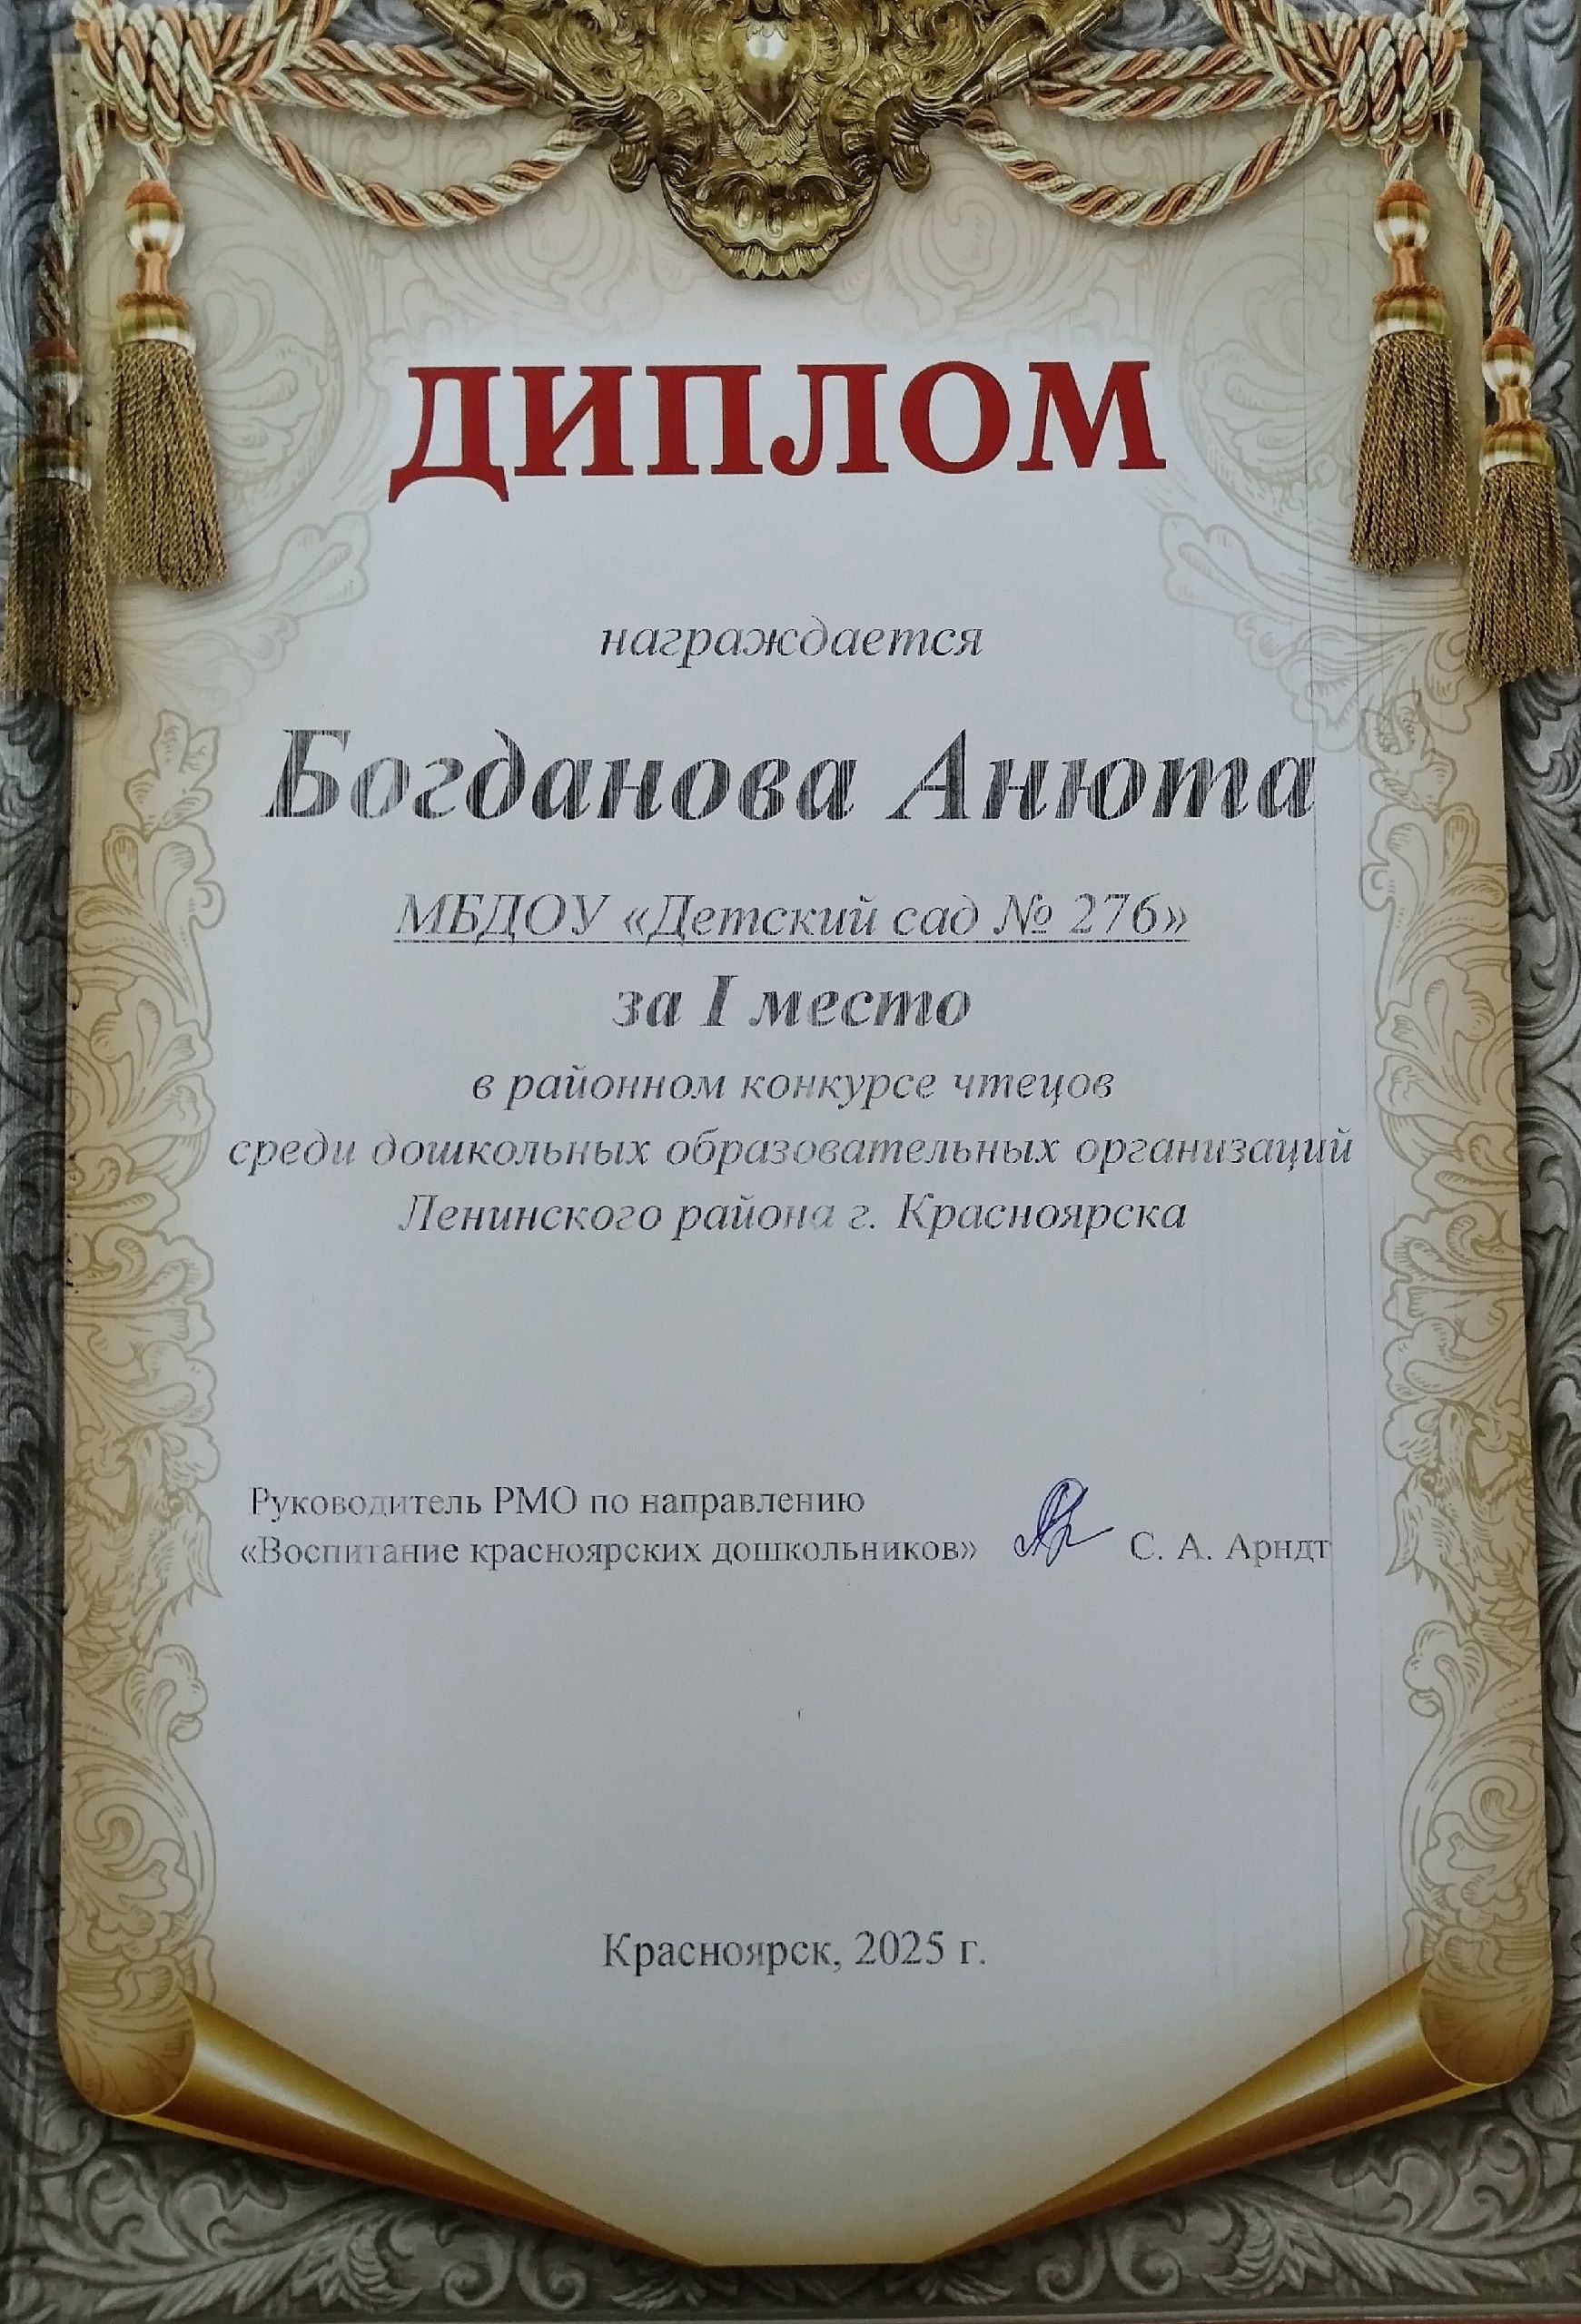 ДИПЛОМ
награждается
Богданова Анюта
МБДОУ «Детский сад № 276»
за I место
в районном конкурсе чтецов
среди дошкольных образовательных организаций
Ленинского района г. Красноярска
Руководитель РМО по направлению
«Воспитание красноярских дошкольников» С. А. Арндт
Красноярск, 2025 г.